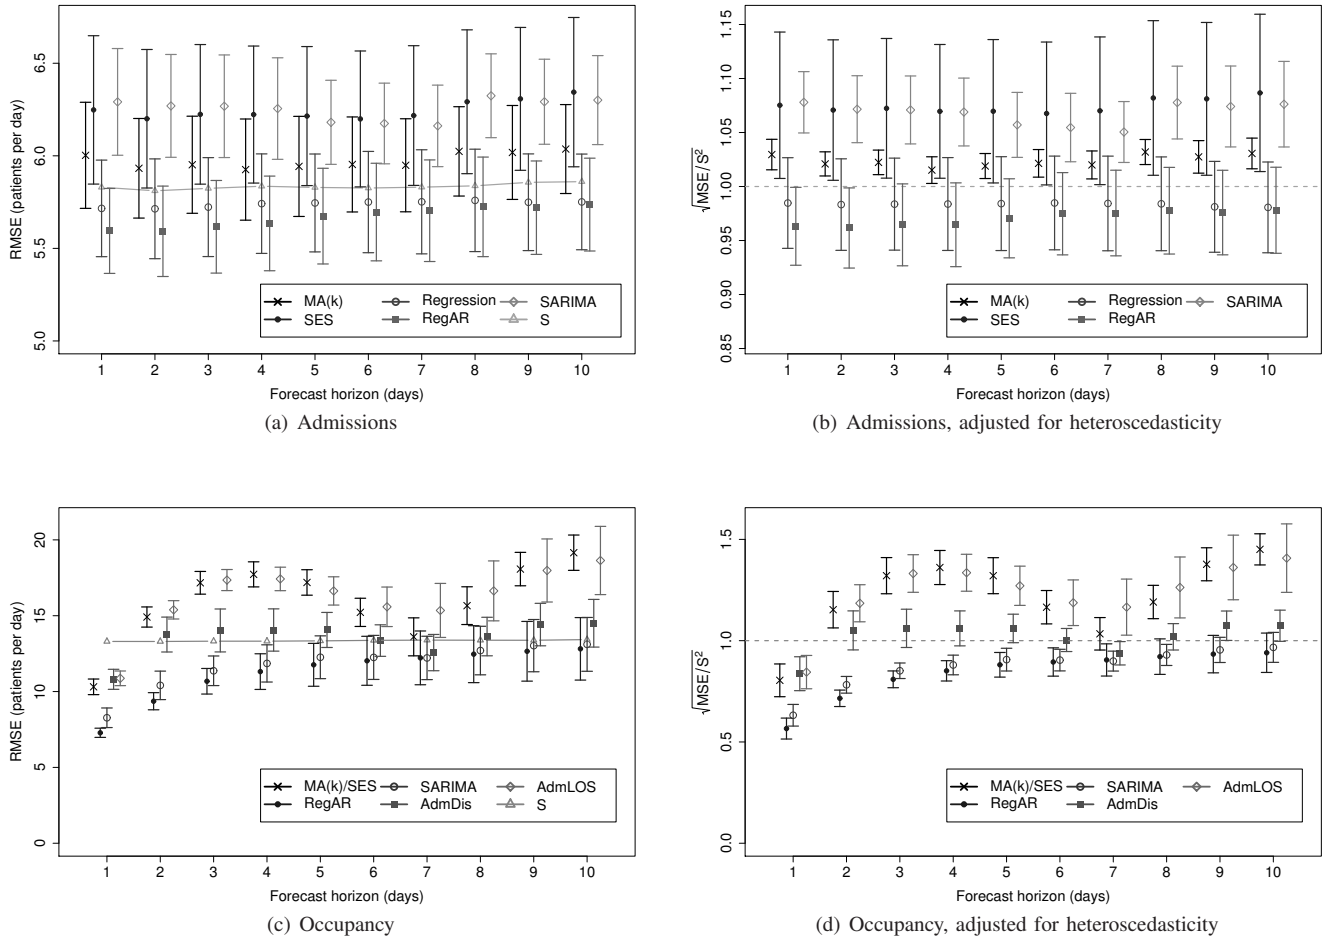 RMSE (patients per day)
6.5
6.0
5.5
5.0
MA(k) Regression SARIMA
SES RegAR S
1 2 3 4 5 6 7 8 9 10
Forecast horizon (days)
(a) Admissions
√MSE/S²
1.15
1.10
1.05
1.00
0.95
0.90
0.85
MA(k) Regression SARIMA
SES RegAR
1 2 3 4 5 6 7 8 9 10
Forecast horizon (days)
(b) Admissions, adjusted for heteroscedasticity
RMSE (patients per day)
20
15
10
5
0
MA(k)/SES SARIMA AdmLOS
RegAR AdmDis S
1 2 3 4 5 6 7 8 9 10
Forecast horizon (days)
(c) Occupancy
√MSE/S²
1.5
1.0
0.5
0.0
MA(k)/SES SARIMA AdmLOS
RegAR AdmDis
1 2 3 4 5 6 7 8 9 10
Forecast horizon (days)
(d) Occupancy, adjusted for heteroscedasticity